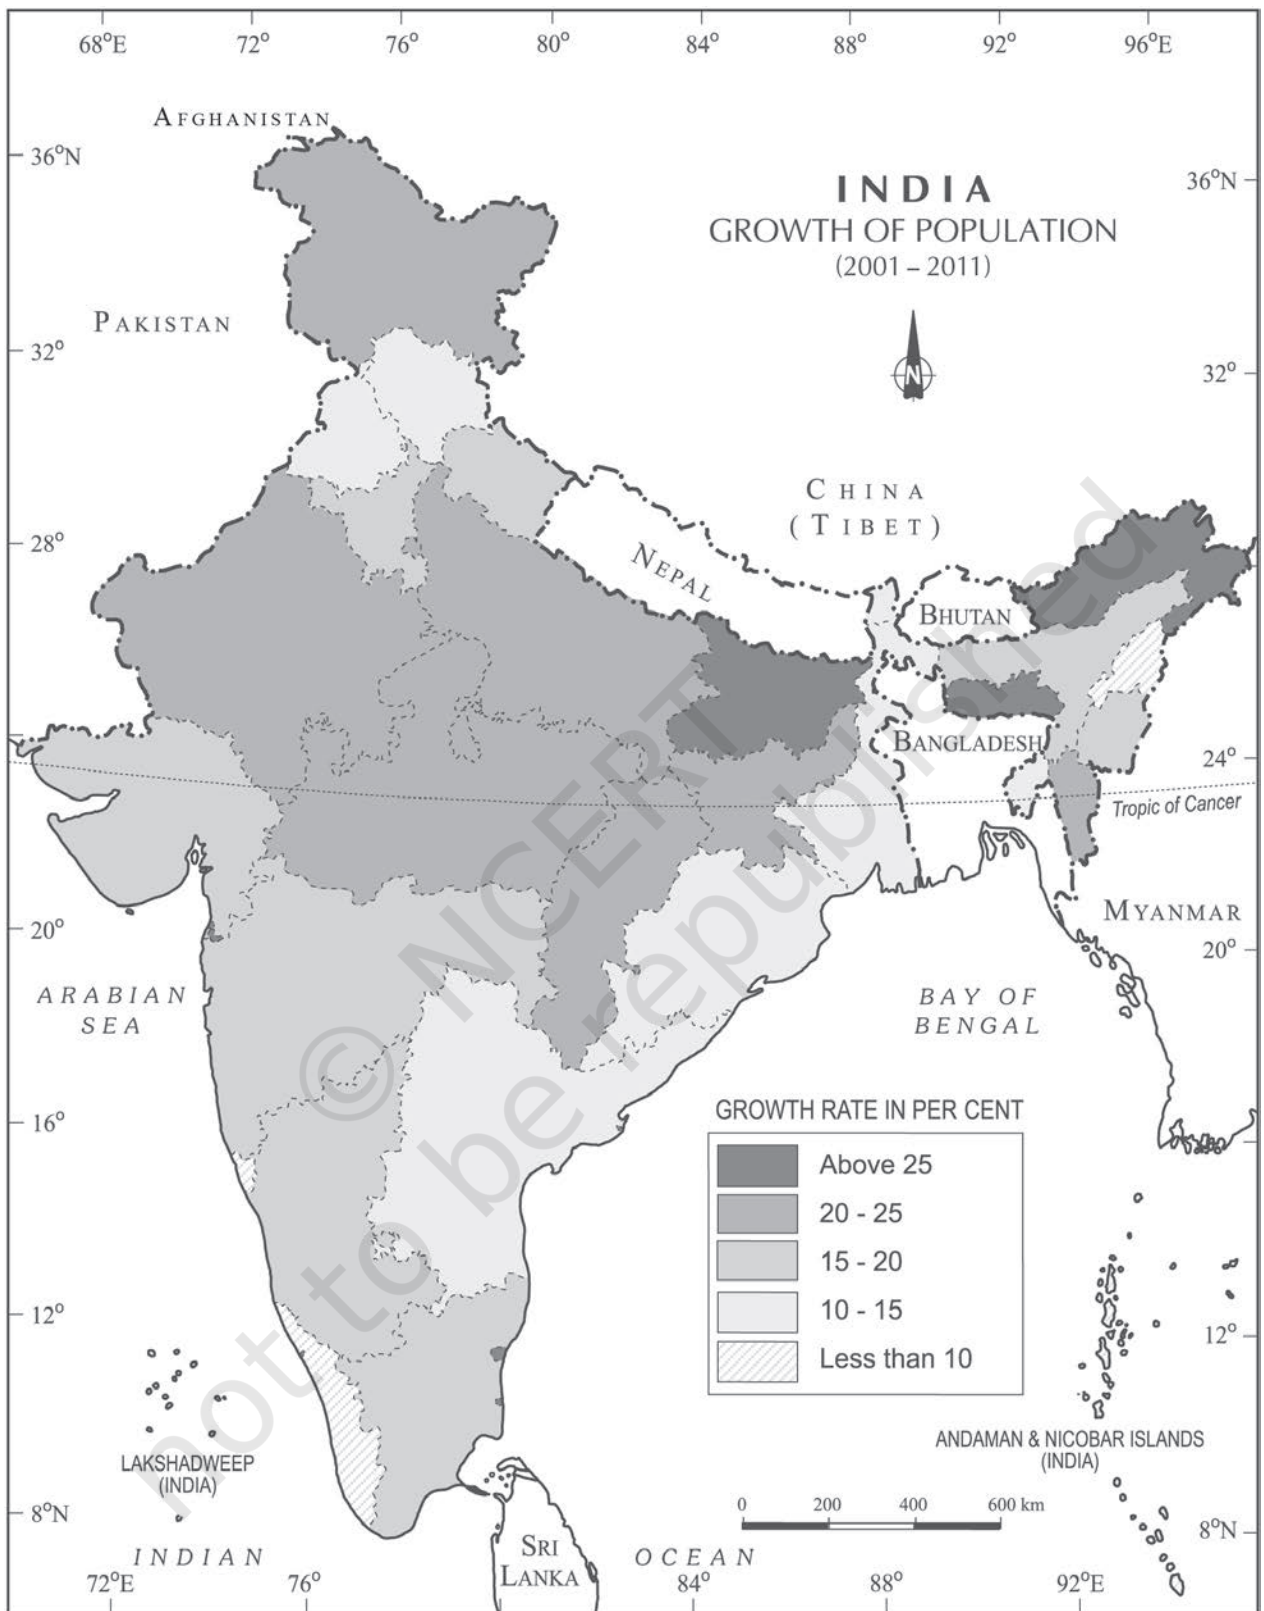 68°E 72° 76° 80° 84° 88° 92° 96°E
AFGHANISTAN
36°N
36°N
INDIA
GROWTH OF POPULATION
(2001 – 2011)
PAKISTAN
N
32°
32°
CHINA
(TIBET)
28°
NEPAL
BHUTAN
BANGLADESH
24°
Tropic of Cancer
MYANMAR
20°
20°
ARABIAN
SEA
BAY OF
BENGAL
GROWTH RATE IN PER CENT
16°
Above 25
20 - 25
15 - 20
10 - 15
Less than 10
12°
12°
LAKSHADWEEP
(INDIA)
ANDAMAN & NICOBAR ISLANDS
(INDIA)
0 200 400 600 km
8°N
8°N
INDIAN
OCEAN
SRI
LANKA
72°E 76° 84° 88° 92°E
© NCERT
not to be republished